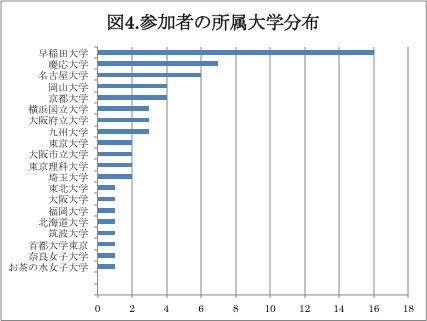 図4.参加者の所属大学分布
早稲田大学
慶応大学
名古屋大学
岡山大学
京都大学
横浜国立大学
大阪府立大学
九州大学
東京大学
大阪市立大学
東京理科大学
埼玉大学
東北大学
大阪大学
福岡大学
北海道大学
筑波大学
首都大学東京
奈良女子大学
お茶の水女子大学
0 2 4 6 8 10 12 14 16 18